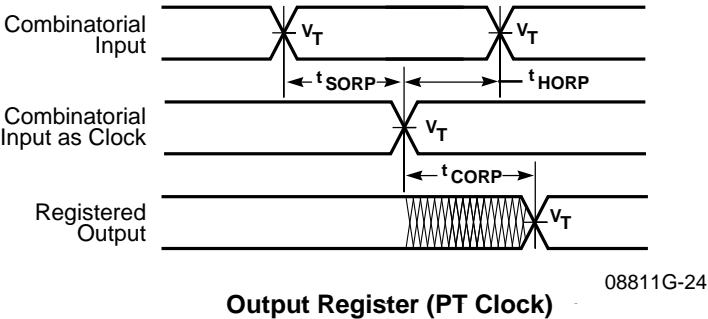 Combinatorial
Input
VT
VT
tSORP
tHORP
Combinatorial
Input as Clock
VT
tCORP
Registered
Output
VT
08811G-24
Output Register (PT Clock)